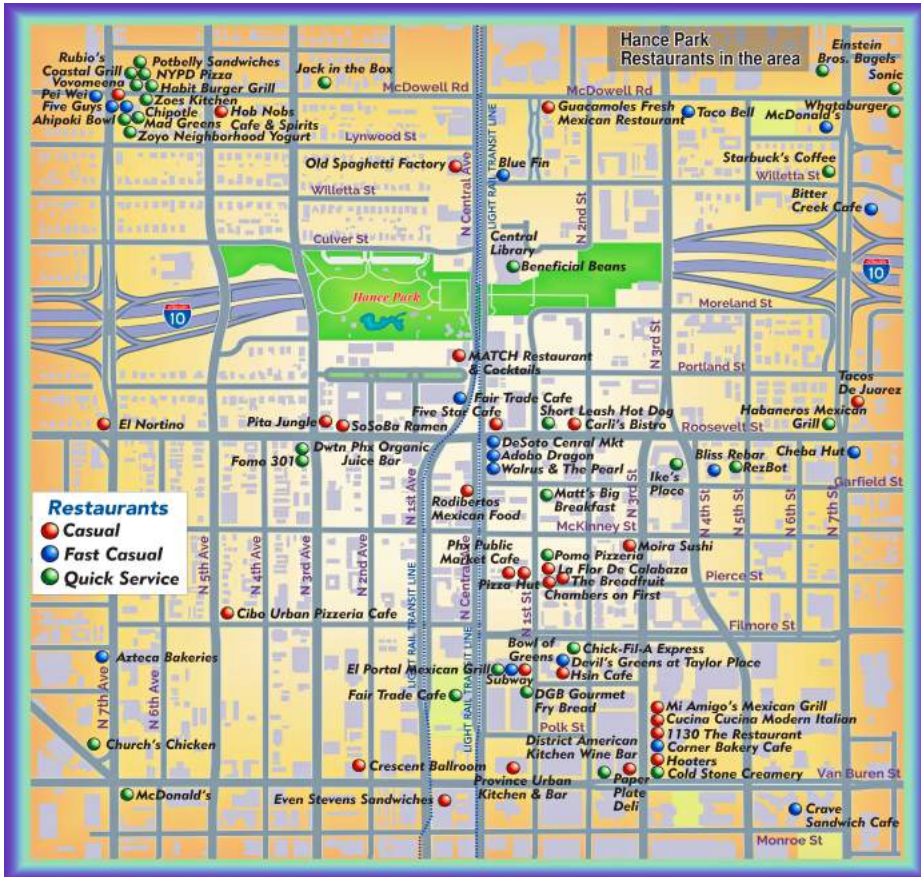 Hance Park
Restaurants in the area
Einstein
Bros. Bagels
Sonic
Rubio's
Coastal Grill
Potbelly Sandwiches
NYPD Pizza
Vovomeena
Habit Burger Grill
Pei Wei
Zoes Kitchen
Five Guys
Chipotle
Ahipoki Bowl
Mad Greens
Zoyo Neighborhood Yogurt
Hob Nobs
Cafe & Spirits
Jack in the Box
McDowell Rd
McDowell Rd
Guacamoles Fresh
Mexican Restaurant
Taco Bell
Whataburger
McDonald's
Lynwood St
Old Spaghetti Factory
Blue Fin
Starbuck's Coffee
Willetta St
Willetta St
Bitter
Creek Cafe
N Central Ave
LIGHT RAIL TRANSIT LINE
N 2nd St
Culver St
Central
Library
Beneficial Beans
Hance Park
10
10
Moreland St
N 3rd St
MATCH Restaurant
& Cocktails
Portland St
Tacos
De Juarez
Fair Trade Cafe
Five Star Cafe
Short Leash Hot Dog
Carli's Bistro
Habaneros Mexican
Grill
Roosevelt St
El Nortino
Pita Jungle
SoSoBa Ramen
Dwtn Phx Organic
Juice Bar
Fomo 301
DeSoto Cenral Mkt
Adobo Dragon
Walrus & The Pearl
Bliss Rebar
RezBot
Cheba Hut
Ike's
Place
Garfield St
Restaurants
Casual
Fast Casual
Quick Service
N 1st Ave
Rodibertos
Mexican Food
Matt's Big
Breakfast
N 3rd St
N 4th St
N 5th St
N 6th St
N 7th St
McKinney St
N 5th Ave
N 4th Ave
N 3rd Ave
N 2nd Ave
Phx Public
Market Cafe
Moira Sushi
Pomo Pizzeria
La Flor De Calabaza
Pizza Hut
The Breadfruit
Chambers on First
Pierce St
N Central Ave
N 1st St
Cibo Urban Pizzeria Cafe
Filmore St
LIGHT RAIL TRANSIT LINE
LIGHT RAIL TRANSIT LINE
Azteca Bakeries
N 7th Ave
N 6th Ave
Bowl of
Greens
Chick-Fil-A Express
Devil's Greens at Taylor Place
Hsin Cafe
El Portal Mexican Grill
Subway
Fair Trade Cafe
DGB Gourmet
Fry Bread
Polk St
Mi Amigo's Mexican Grill
Cucina Cucina Modern Italian
1130 The Restaurant
Corner Bakery Cafe
Hooters
Cold Stone Creamery
Church's Chicken
District American
Kitchen Wine Bar
Crescent Ballroom
Province Urban
Kitchen & Bar
Paper
Plate
Deli
Van Buren St
McDonald's
Even Stevens Sandwiches
Crave
Sandwich Cafe
Monroe St